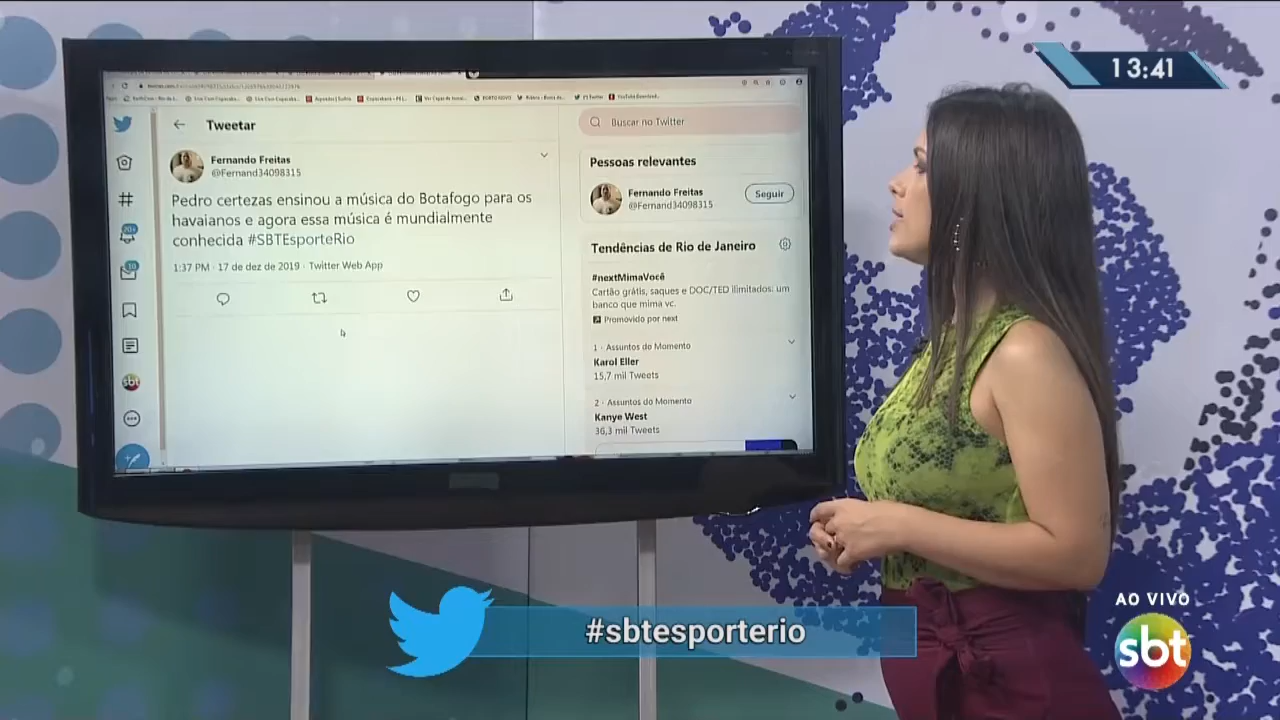 13:41
Tweetar
Buscar no Twitter
Fernando Freitas
@Fernand34098315
Pedro certezas ensinou a música do Botafogo para os
havaianos e agora essa música é mundialmente
conhecida #SBTEsporteRio
1:37 PM · 17 de dez de 2019 · Twitter Web App
Pessoas relevantes
Fernando Freitas
@Fernand34098315
Seguir
Tendências de Rio de Janeiro
#nextMimaVocê
Cartão grátis, saques e DOC/TED ilimitados: um
banco que mima vc.
Promovido por next
1 · Assuntos do Momento
Karol Eller
15,7 mil Tweets
2 · Assuntos do Momento
Kanye West
36,3 mil Tweets
sbt
#sbtesporterio
AO VIVO
sbt